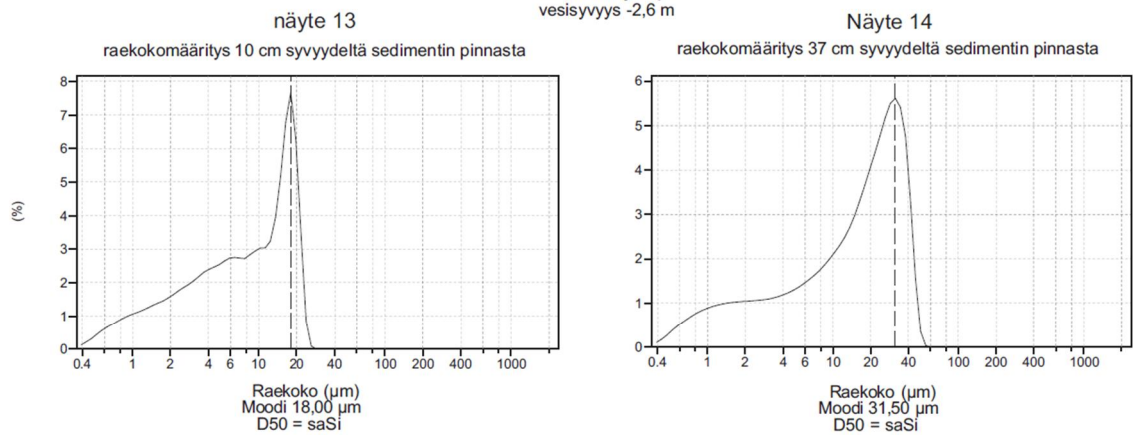 vesisyvyys -2,6 m
näyte 13
raekokomääritys 10 cm syvyydeltä sedimentin pinnasta
8
7
6
5
4
3
2
1
0
(%)
0.4 1 2 4 6 10 20 40 100 200 400 1000
Raekoko (µm)
Moodi 18,00 µm
D50 = saSi
Näyte 14
raekokomääritys 37 cm syvyydeltä sedimentin pinnasta
6
5
4
3
2
1
0
0.4 1 2 4 6 10 20 40 100 200 400 1000
Raekoko (µm)
Moodi 31,50 µm
D50 = saSi